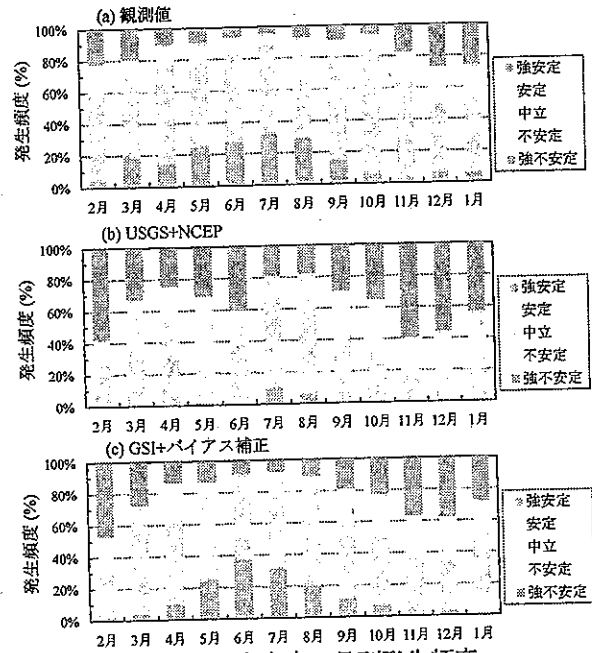 (a) 観測値
発生頻度 (%)
100%
80%
60%
40%
20%
0%
2月 3月 4月 5月 6月 7月 8月 9月 10月 11月 12月 1月
強安定
安定
中立
不安定
強不安定
(b) USGS+NCEP
発生頻度 (%)
100%
80%
60%
40%
20%
0%
2月 3月 4月 5月 6月 7月 8月 9月 10月 11月 12月 1月
強安定
安定
中立
不安定
強不安定
(c) GSI+バイアス補正
発生頻度 (%)
100%
80%
60%
40%
20%
0%
2月 3月 4月 5月 6月 7月 8月 9月 10月 11月 12月 1月
強安定
安定
中立
不安定
強不安定